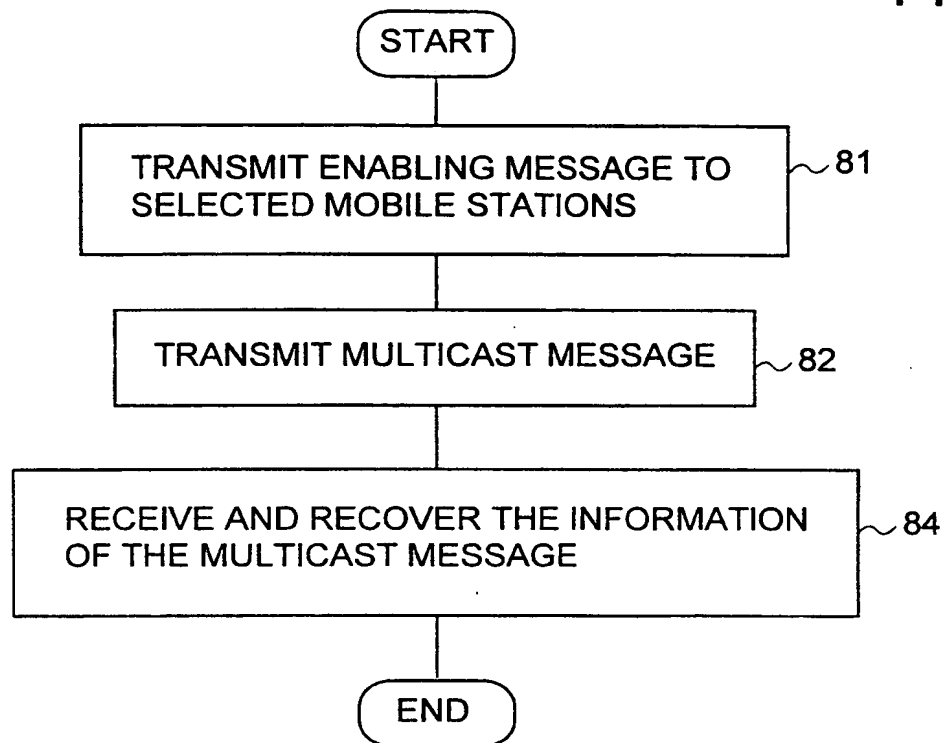 START
TRANSMIT ENABLING MESSAGE TO
SELECTED MOBILE STATIONS
81
TRANSMIT MULTICAST MESSAGE
82
RECEIVE AND RECOVER THE INFORMATION
OF THE MULTICAST MESSAGE
84
END